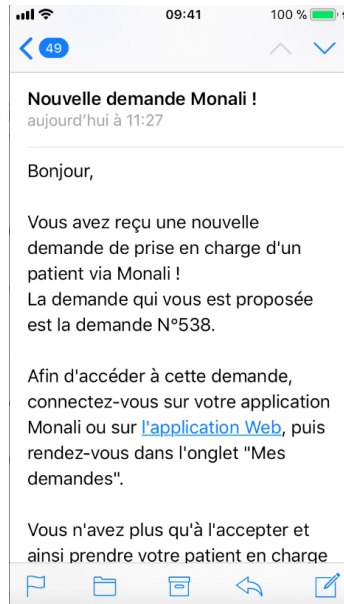 09:41
100 %
49
Nouvelle demande Monali !
aujourd'hui à 11:27
Bonjour,
Vous avez reçu une nouvelle
demande de prise en charge d'un
patient via Monali !
La demande qui vous est proposée
est la demande N°538.
Afin d'accéder à cette demande,
connectez-vous sur votre application
Monali ou sur l'application Web, puis
rendez-vous dans l'onglet "Mes
demandes".
Vous n'avez plus qu'à l'accepter et
ainsi prendre votre patient en charge